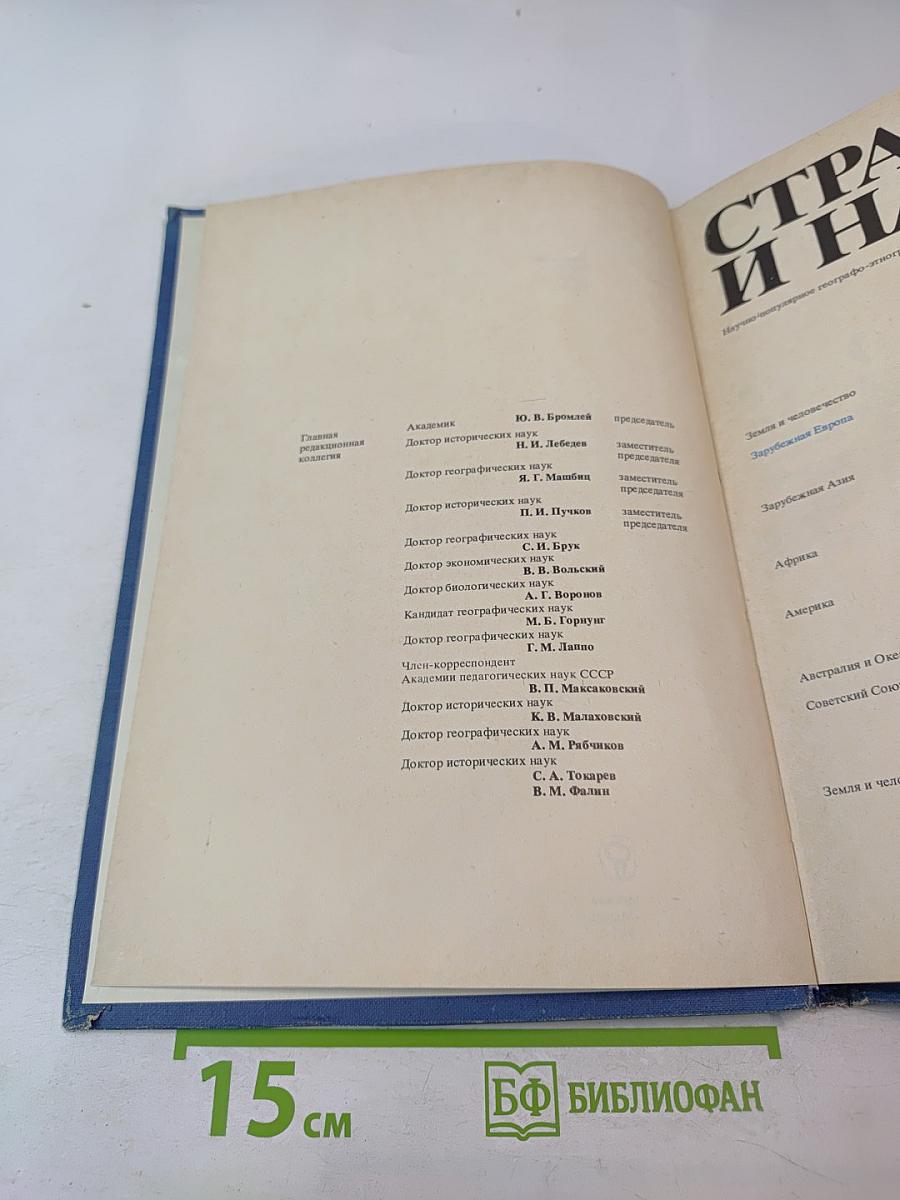 Главная
редакционная
коллегия
Академик Ю. В. Бромлей председатель
Доктор исторических наук
Н. И. Лебедев заместитель
председателя
Доктор географических наук
Я. Г. Машбиц заместитель
председателя
Доктор исторических наук
П. И. Пучков заместитель
председателя
Доктор географических наук
С. И. Брук
Доктор экономических наук
В. В. Вольский
Доктор биологических наук
А. Г. Воронов
Кандидат географических наук
М. Б. Горнунг
Доктор географических наук
Г. М. Лаппо
Член-корреспондент
Академии педагогических наук СССР
В. П. Максаковский
Доктор исторических наук
К. В. Малаховский
Доктор географических наук
А. М. Рябчиков
Доктор исторических наук
С. А. Токарев
В. М. Фалин
СТРА
И НА
Научно-популярное географо-этногр
Земля и человечество
Зарубежная Европа
Зарубежная Азия
Африка
Америка
Австралия и Оке
Советский Сою
Земля и чело
15 см
БФ БИБЛИОФАН